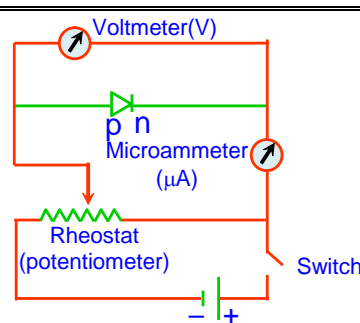 Voltmeter(V)
p n
Microammeter
(μA)
Rheostat
(potentiometer)
Switch
– +